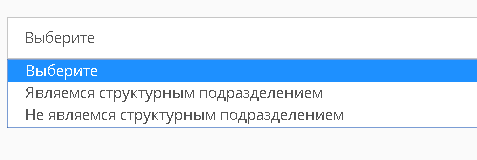 Выберите
Выберите
Являемся структурным подразделением
Не являемся структурным подразделением